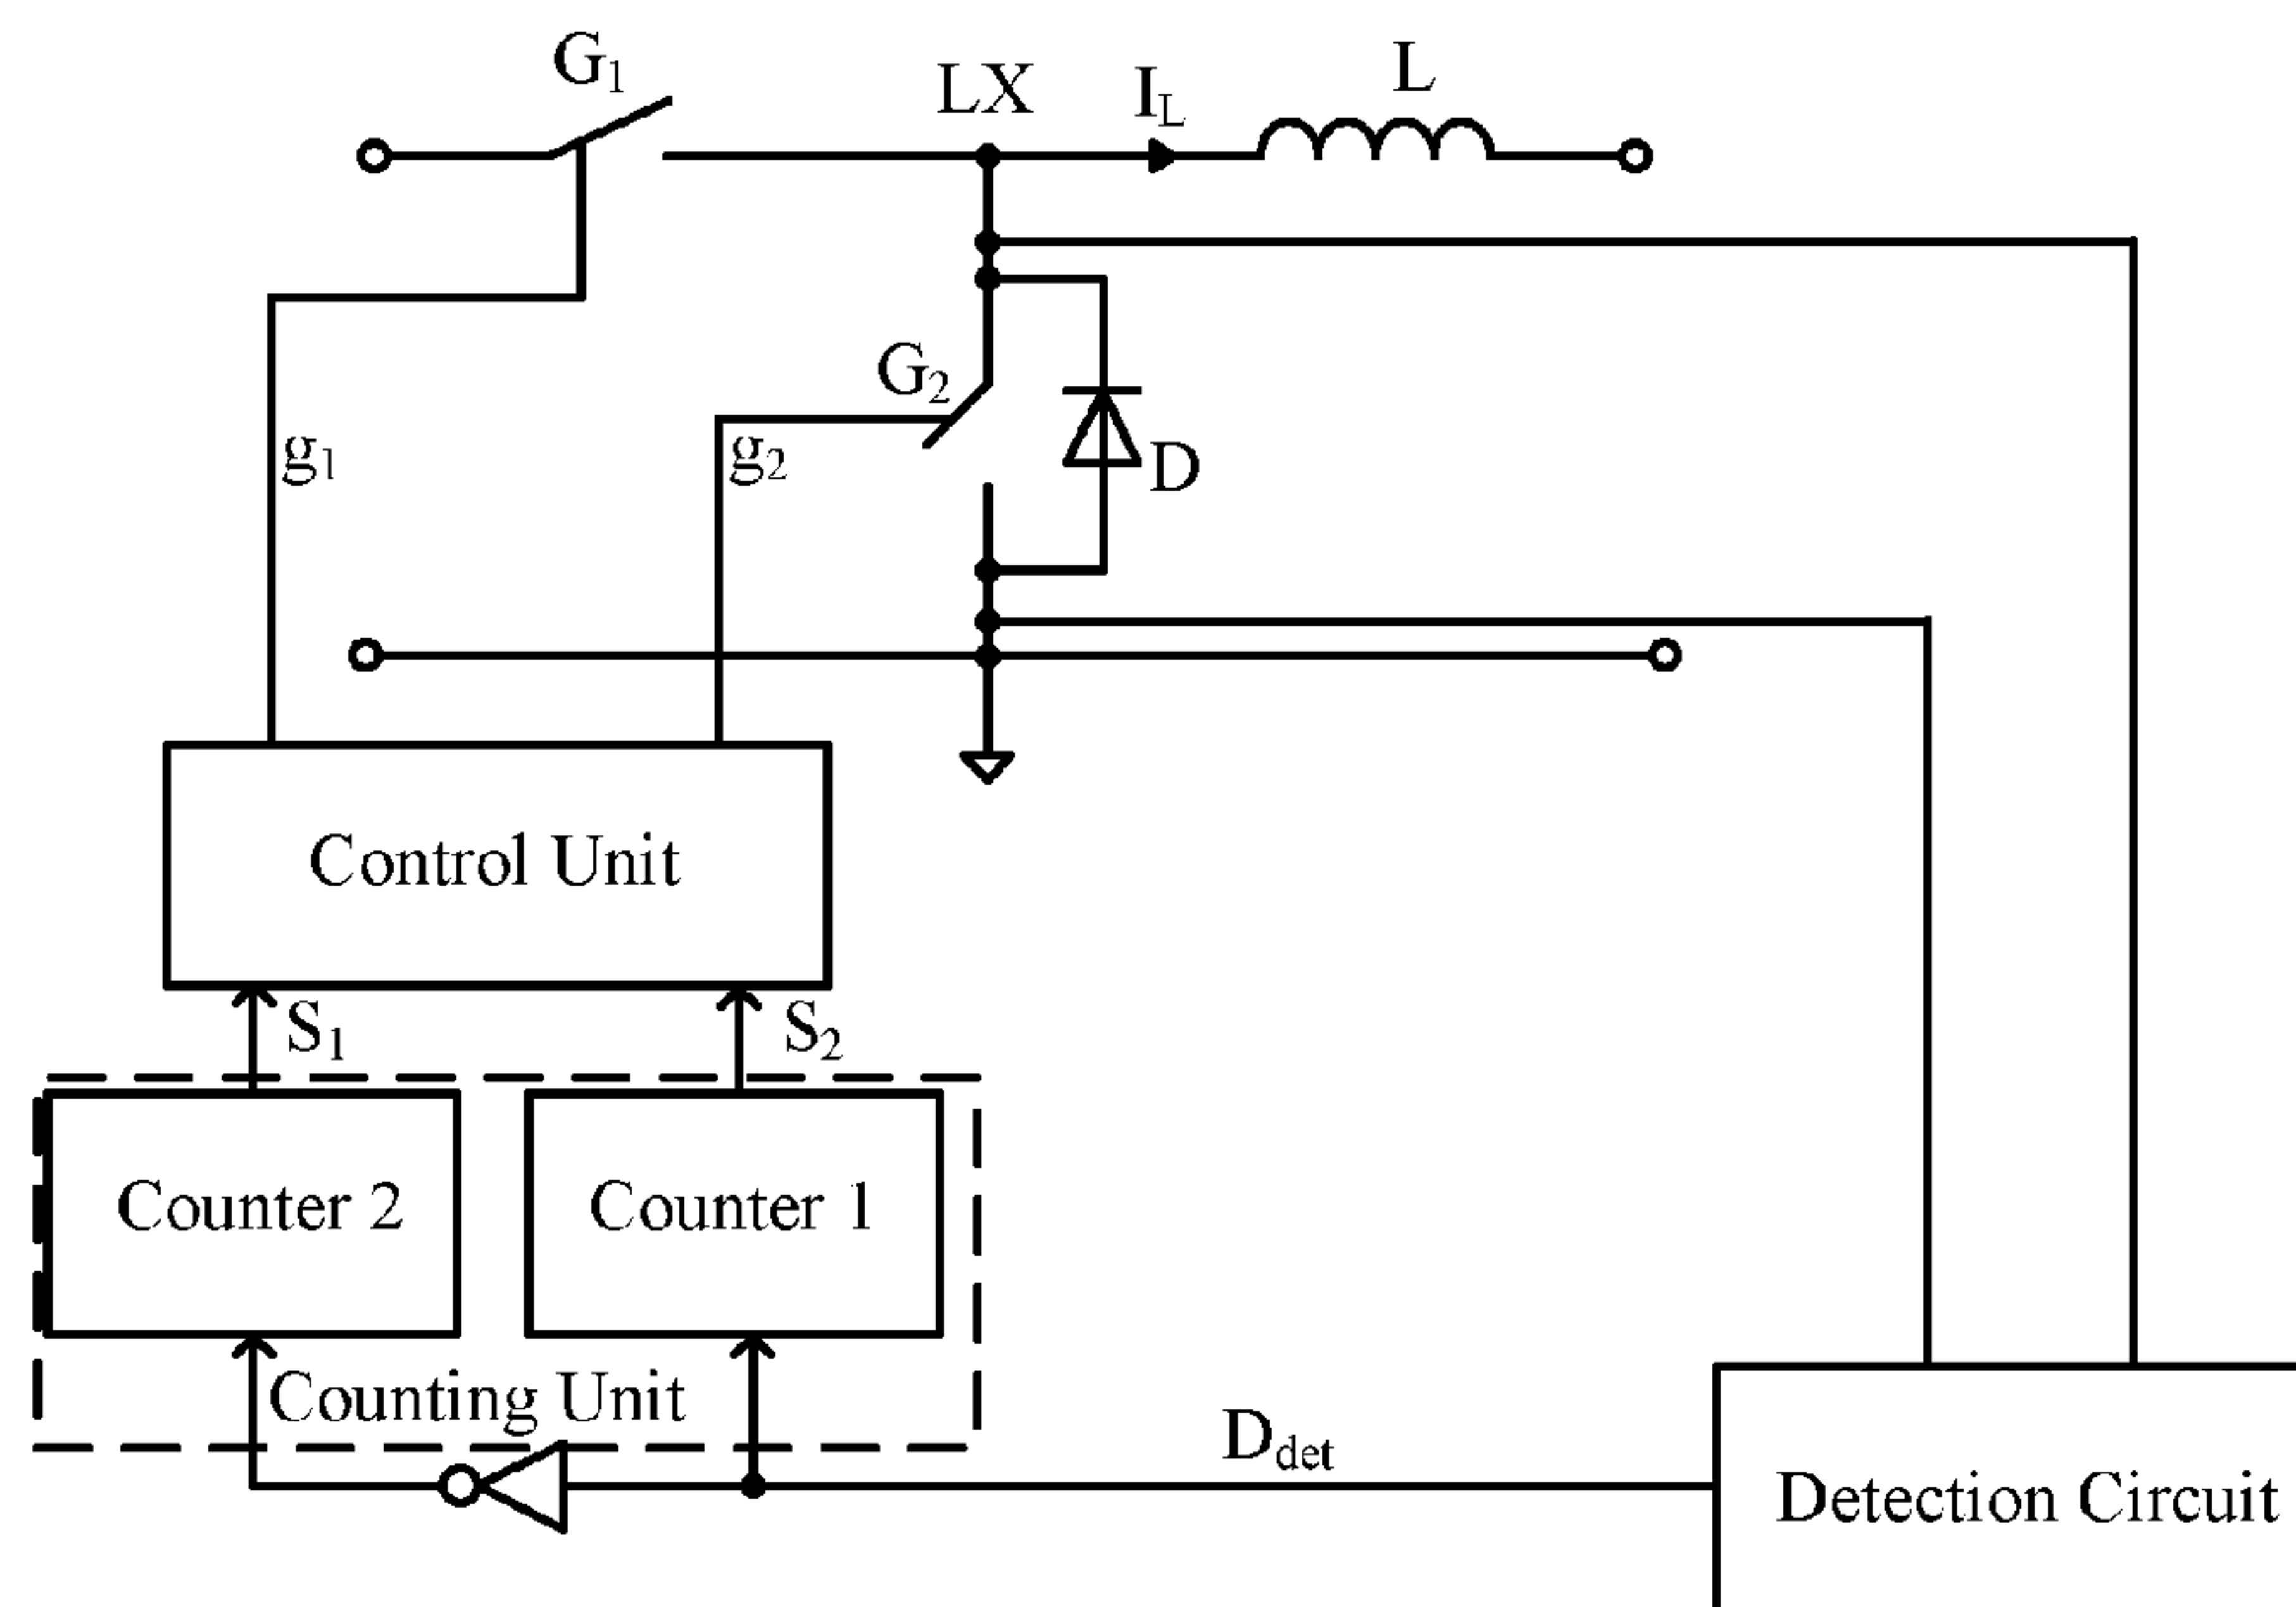 G1
LX
IL
L
G2
g1
g2
D
Control Unit
S1
S2
Counter 2
Counter 1
Counting Unit
Ddet
Detection Circuit